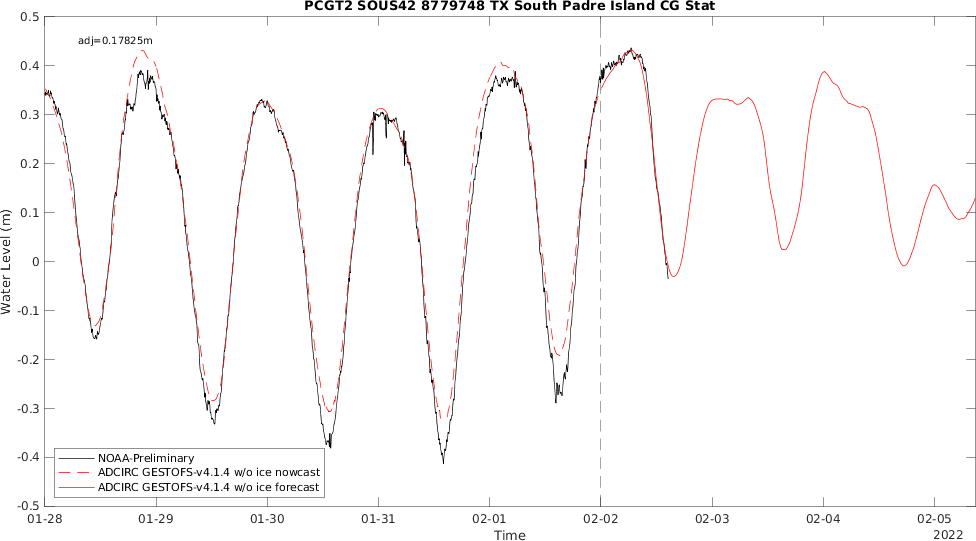 PCGT2 SOUS42 8779748 TX South Padre Island CG Stat
adj=0.17825m
0.5
0.4
0.3
0.2
0.1
0
-0.1
-0.2
-0.3
-0.4
-0.5
Water Level (m)
NOAA-Preliminary
ADCIRC GESTOFS-v4.1.4 w/o ice nowcast
ADCIRC GESTOFS-v4.1.4 w/o ice forecast
01-28 01-29 01-30 01-31 02-01 02-02 02-03 02-04 02-05
Time
2022